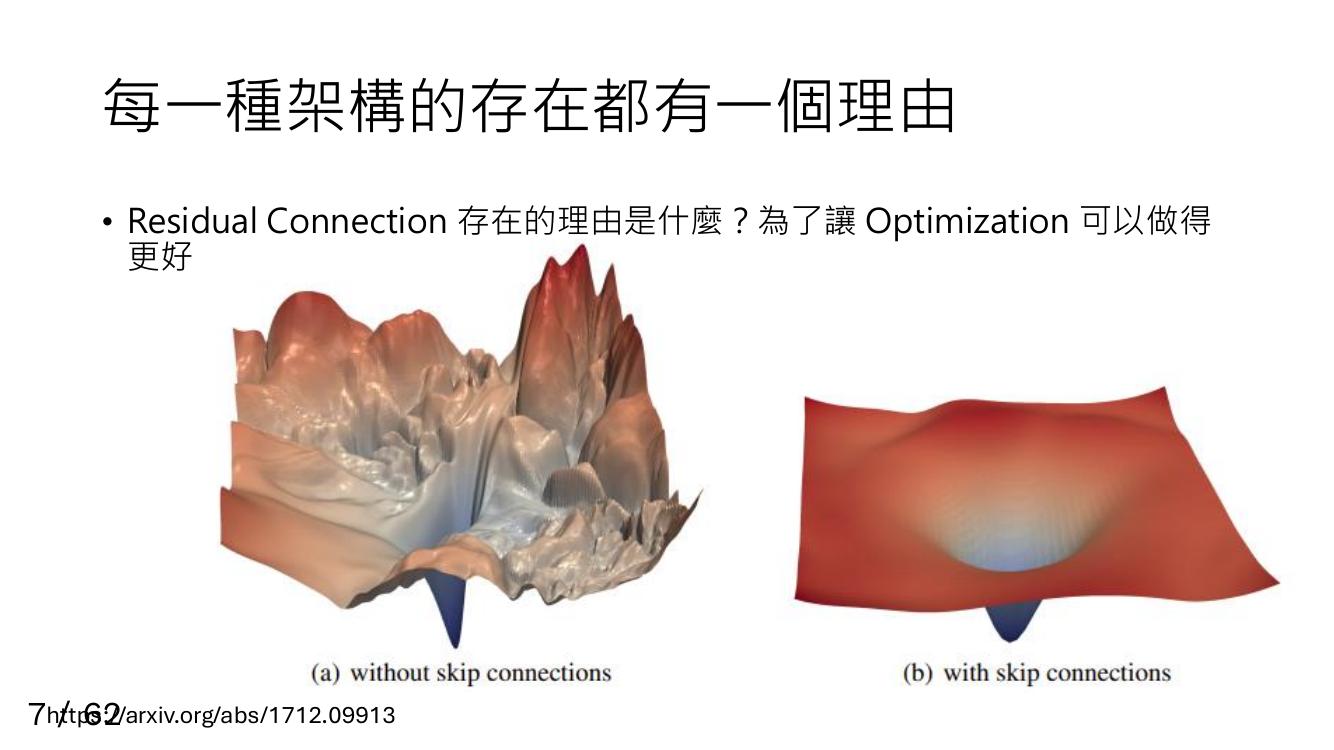 每一種架構的存在都有一個理由
• Residual Connection 存在的理由是什麼？為了讓 Optimization 可以做得
更好
(a) without skip connections
(b) with skip connections
7 / 62
https://arxiv.org/abs/1712.09913